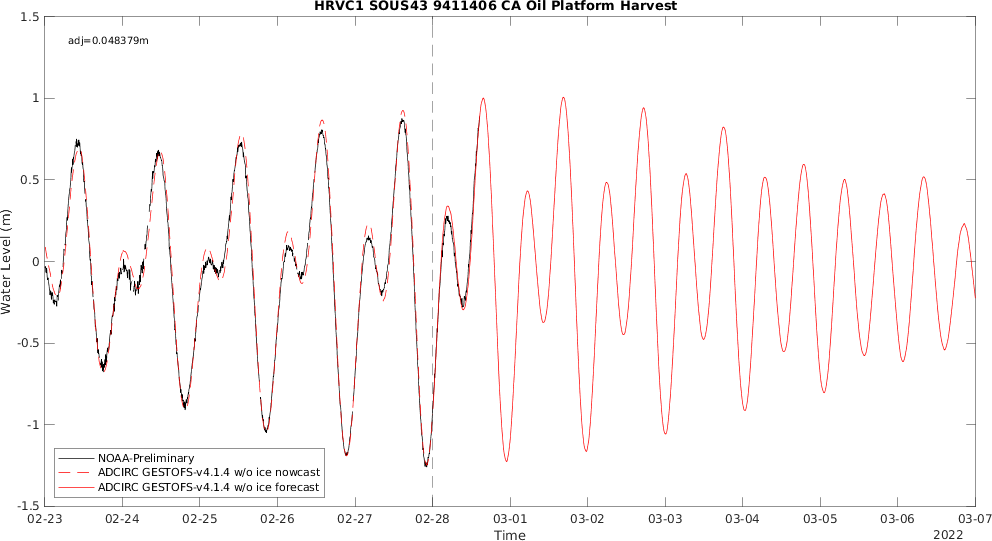 HRVC1 SOUS43 9411406 CA Oil Platform Harvest
adj=0.048379m
1.5
1
0.5
0
-0.5
-1
-1.5
Water Level (m)
NOAA-Preliminary
ADCIRC GESTOFS-v4.1.4 w/o ice nowcast
ADCIRC GESTOFS-v4.1.4 w/o ice forecast
02-23 02-24 02-25 02-26 02-27 02-28 03-01 03-02 03-03 03-04 03-05 03-06 03-07
Time
2022